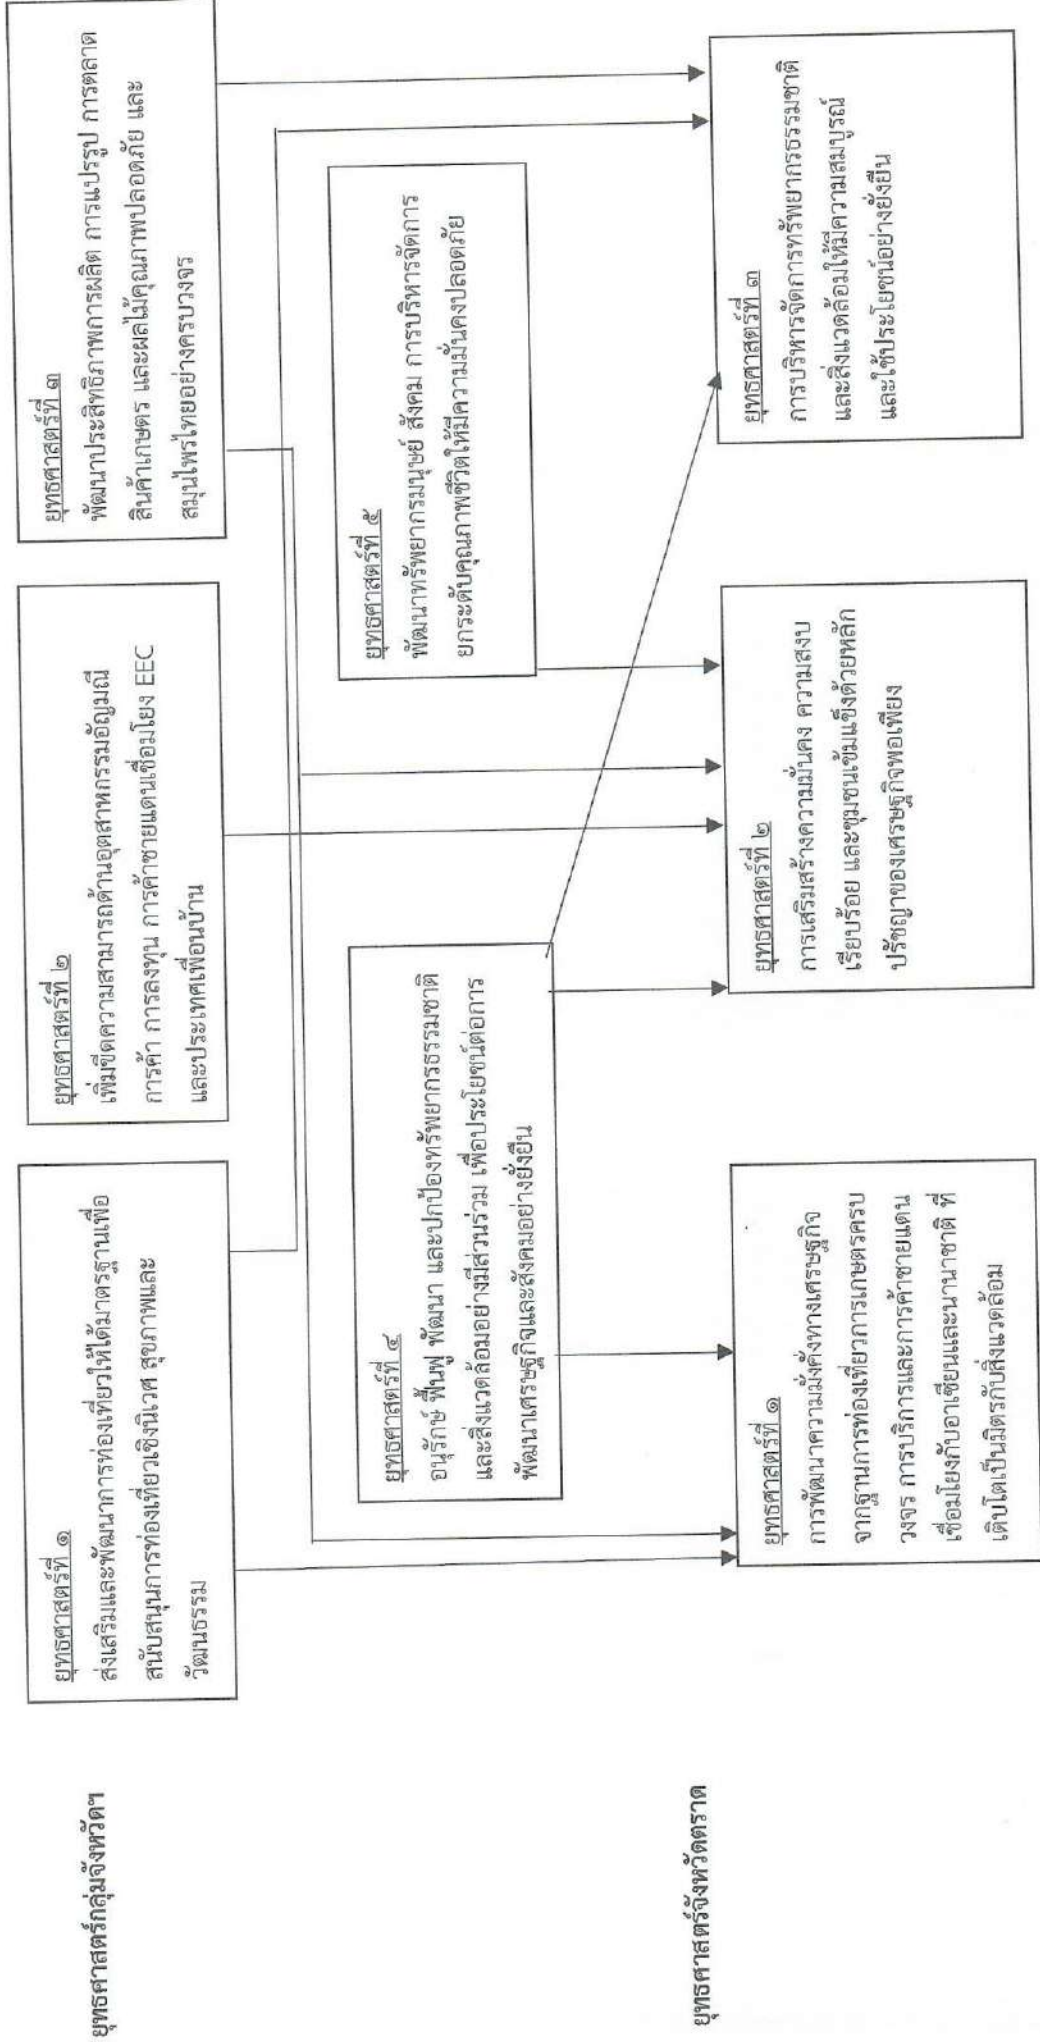 ยุทธศาสตร์กลุ่มจังหวัดฯ
ยุทธศาสตร์ที่ ๑
ส่งเสริมและพัฒนาการท่องเที่ยวให้ได้มาตรฐานเพื่อ
สนับสนุนการท่องเที่ยวเชิงนิเวศ สุขภาพและ
วัฒนธรรม
ยุทธศาสตร์ที่ ๒
เพิ่มขีดความสามารถด้านอุตสาหกรรมอัญมณี
การค้า การลงทุน การค้าชายแดนเชื่อมโยง EEC
และประเทศเพื่อนบ้าน
ยุทธศาสตร์ที่ ๓
พัฒนาประสิทธิภาพการผลิต การแปรรูป การตลาด
สินค้าเกษตร และผลไม้คุณภาพปลอดภัย และ
สมุนไพรไทยอย่างครบวงจร
ยุทธศาสตร์ที่ ๔
อนุรักษ์ ฟื้นฟู พัฒนา และปกป้องทรัพยากรธรรมชาติ
และสิ่งแวดล้อมอย่างมีส่วนร่วม เพื่อประโยชน์ต่อการ
พัฒนาเศรษฐกิจและสังคมอย่างยั่งยืน
ยุทธศาสตร์ที่ ๕
พัฒนาทรัพยากรมนุษย์ สังคม การบริหารจัดการ
ยกระดับคุณภาพชีวิตให้มีความมั่นคงปลอดภัย
ยุทธศาสตร์จังหวัดตราด
ยุทธศาสตร์ที่ ๑
การพัฒนาความมั่งคั่งทางเศรษฐกิจ
จากฐานการท่องเที่ยวการเกษตรครบ
วงจร การบริการและการค้าชายแดน
เชื่อมโยงกับอาเซียนและนานาชาติ ที่
เติบโตเป็นมิตรกับสิ่งแวดล้อม
ยุทธศาสตร์ที่ ๒
การเสริมสร้างความมั่นคง ความสงบ
เรียบร้อย และชุมชนเข้มแข็งด้วยหลัก
ปรัชญาของเศรษฐกิจพอเพียง
ยุทธศาสตร์ที่ ๓
การบริหารจัดการทรัพยากรธรรมชาติ
และสิ่งแวดล้อมให้มีความสมบูรณ์
และใช้ประโยชน์อย่างยั่งยืน